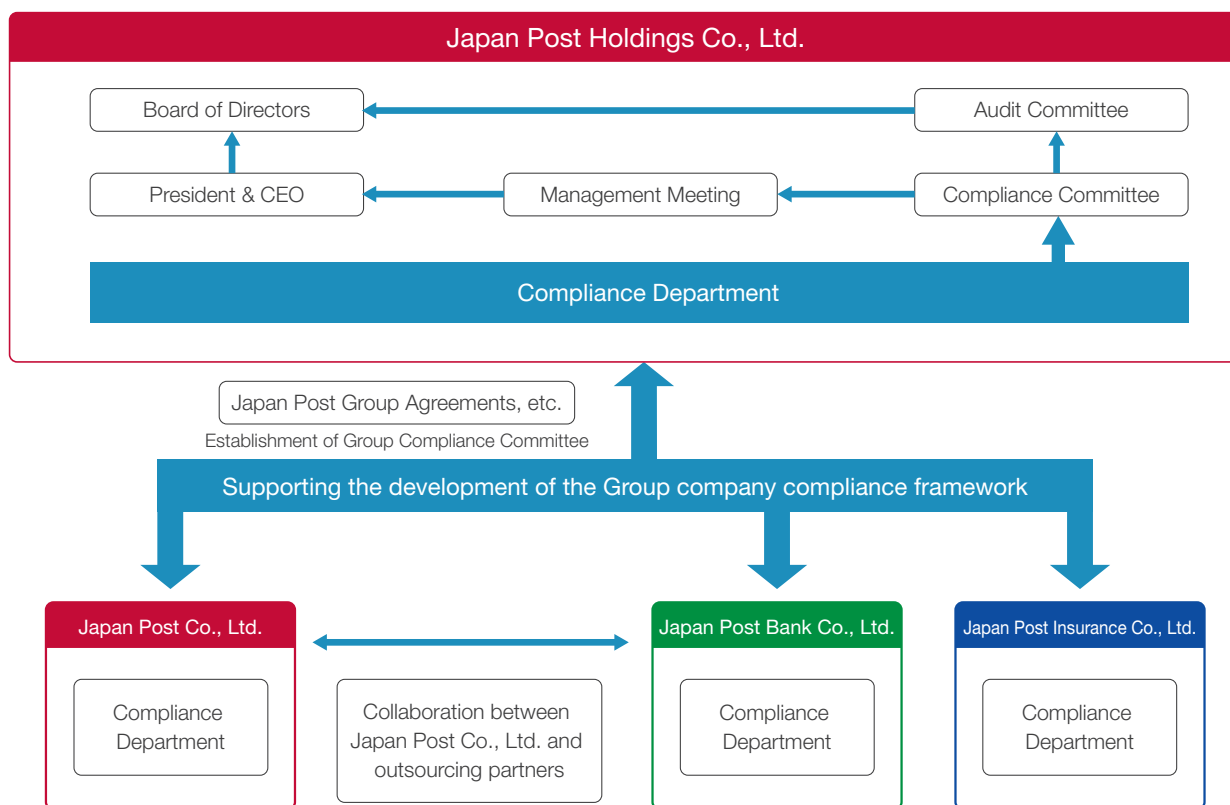 Japan Post Holdings Co., Ltd.
Board of Directors
Audit Committee
President & CEO
Management Meeting
Compliance Committee
Compliance Department
Japan Post Group Agreements, etc.
Establishment of Group Compliance Committee
Supporting the development of the Group company compliance framework
Japan Post Co., Ltd.
Compliance
Department
Collaboration between
Japan Post Co., Ltd. and
outsourcing partners
Japan Post Bank Co., Ltd.
Compliance
Department
Japan Post Insurance Co., Ltd.
Compliance
Department